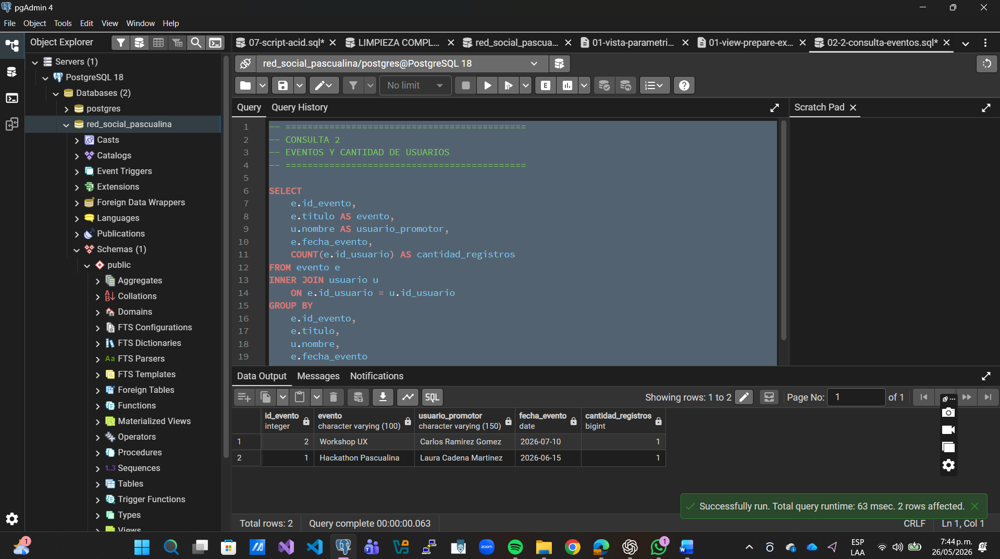 pgAdmin 4
File Object Tools Edit View Window Help
Object Explorer
07-script-acid.sql* LIMPIEZA COMPL... red_social_pascua... 01-vista-parametri... 01-view-prepare-ex... 02-2-consulta-eventos.sql*
Servers (1)
PostgreSQL 18
Databases (2)
postgres
red_social_pascualina
Casts
Catalogs
Event Triggers
Extensions
Foreign Data Wrappers
Languages
Publications
Schemas (1)
public
Aggregates
Collations
Domains
FTS Configurations
FTS Dictionaries
Aa FTS Parsers
FTS Templates
Foreign Tables
Functions
Materialized Views
Operators
Procedures
1..3 Sequences
Tables
Trigger Functions
Types
Views
red_social_pascualina/postgres@PostgreSQL 18
No limit
E
Query Query History
Scratch Pad
1 -- ============================================
2 -- CONSULTA 2
3 -- EVENTOS Y CANTIDAD DE USUARIOS
4 -- ============================================
5
6 SELECT
7 e.id_evento,
8 e.titulo AS evento,
9 u.nombre AS usuario_promotor,
10 e.fecha_evento,
11 COUNT(e.id_usuario) AS cantidad_registros
12 FROM evento e
13 INNER JOIN usuario u
14 ON e.id_usuario = u.id_usuario
15 GROUP BY
16 e.id_evento,
17 e.titulo,
18 u.nombre,
19 e.fecha_evento
Data Output Messages Notifications
SQL
Showing rows: 1 to 2
Page No: 1 of 1
id_evento evento usuario_promotor fecha_evento cantidad_registros
integer character varying (100) character varying (150) date bigint
1 2 Workshop UX Carlos Ramirez Gomez 2026-07-10 1
2 1 Hackathon Pascualina Laura Cadena Martinez 2026-06-15 1
Successfully run. Total query runtime: 63 msec. 2 rows affected.
Total rows: 2 Query complete 00:00:00.063 CRLF Ln 1, Col 1
1
zoom
1
W
ESP
LAA
7:44 p. m.
26/05/2026